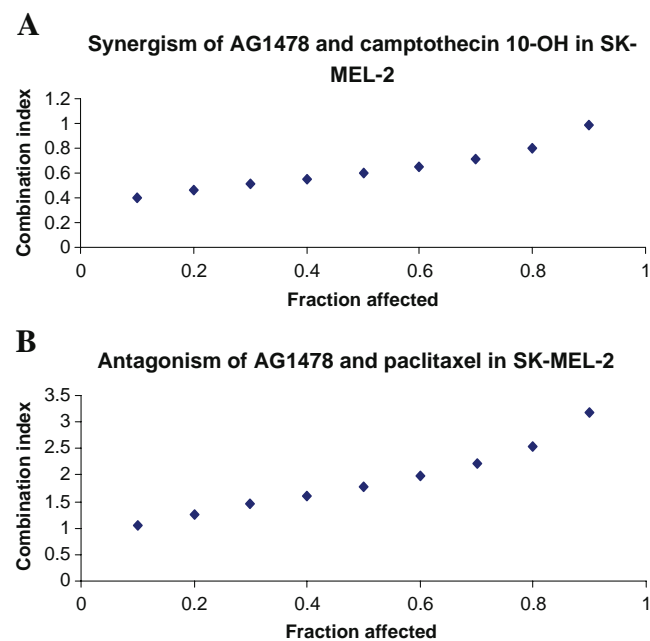 A
Synergism of AG1478 and camptothecin 10-OH in SK-
MEL-2
Combination index
1.2
1
0.8
0.6
0.4
0.2
0
0 0.2 0.4 0.6 0.8 1
Fraction affected
B
Antagonism of AG1478 and paclitaxel in SK-MEL-2
Combination index
3.5
3
2.5
2
1.5
1
0.5
0
0 0.2 0.4 0.6 0.8 1
Fraction affected